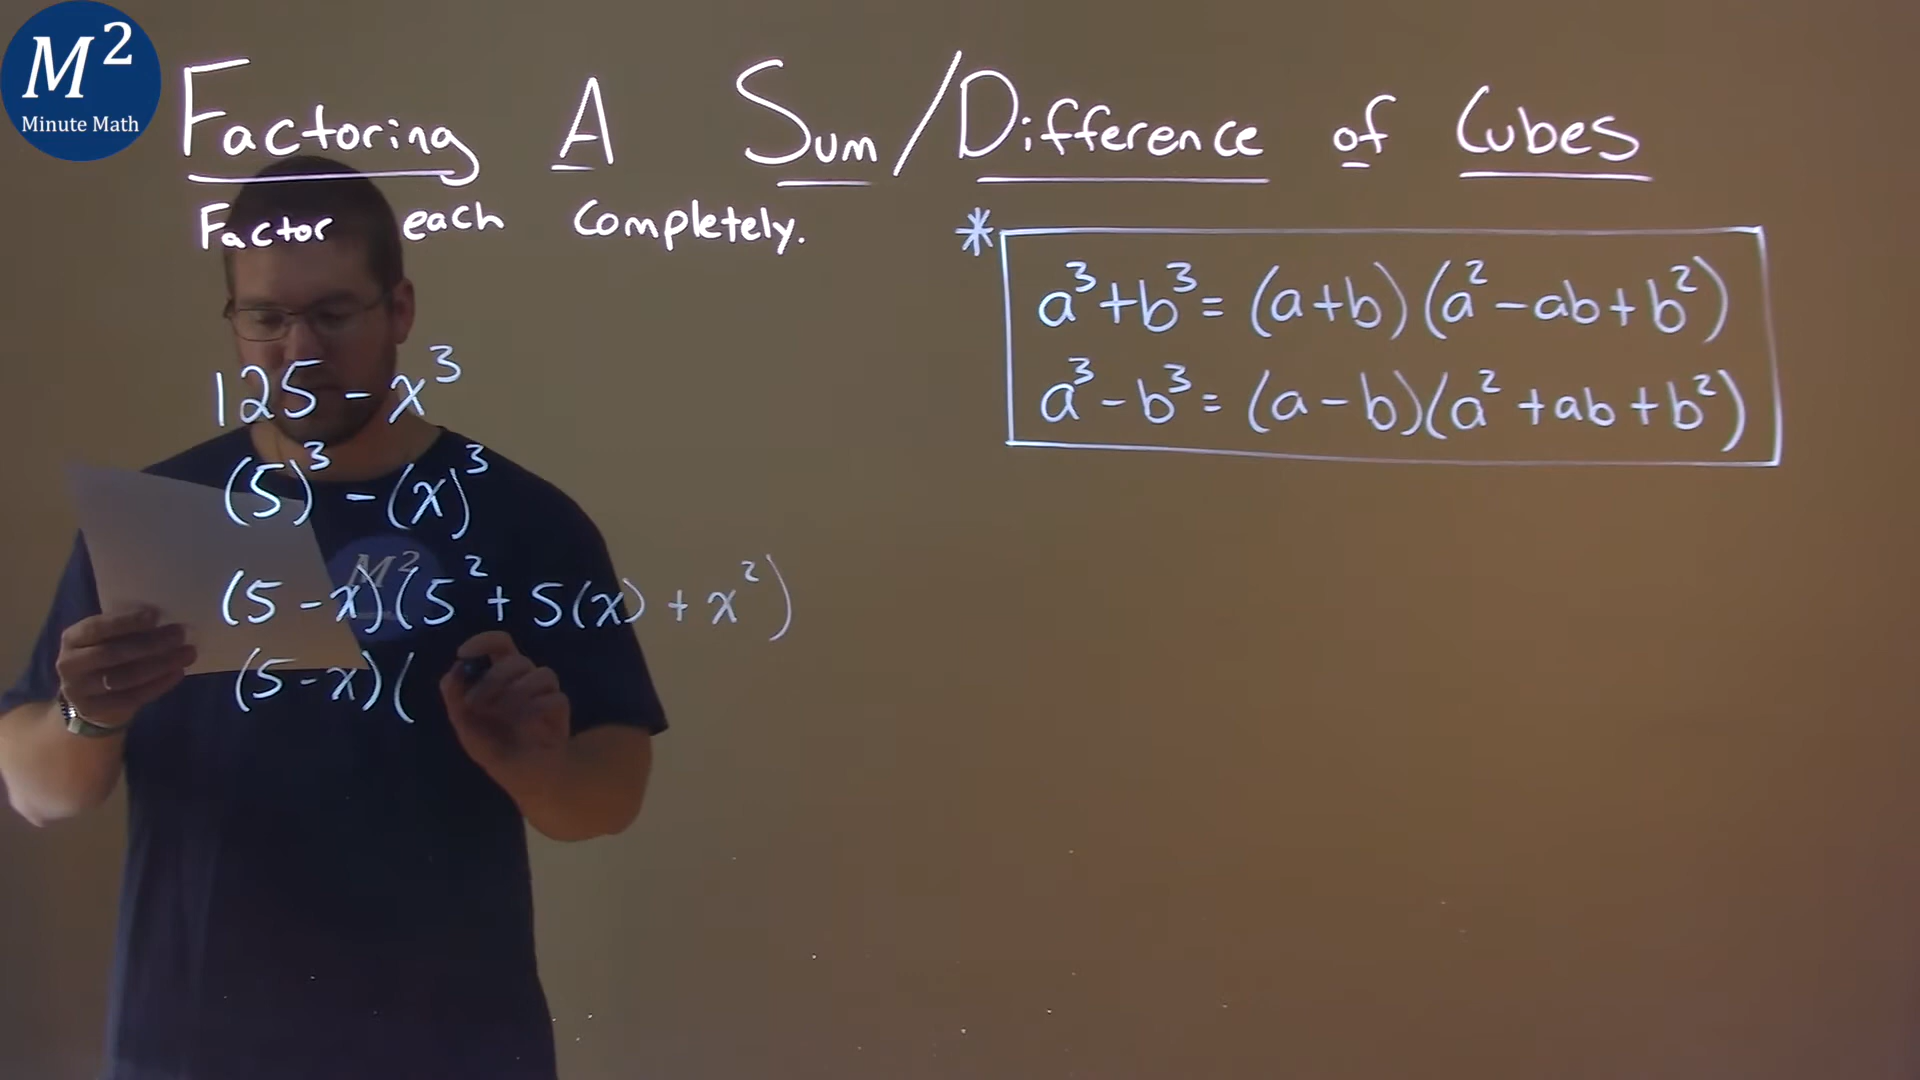 M²
Minute Math
Factoring A Sum/Difference of Cubes
Factor each completely.
*
a³+b³= (a+b)(a²-ab+b²)
a³-b³= (a-b)(a²+ab+b²)
125-x³
(5)³-(x)³
M²
(5-x)(5²+5(x)+x²)
(5-x)(